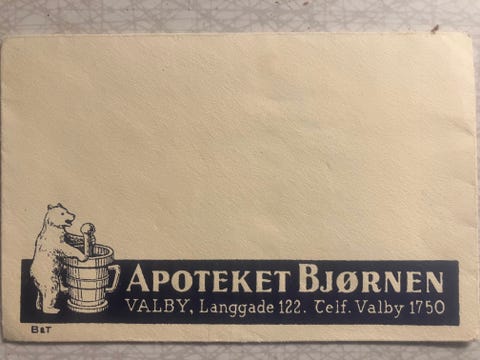 APOTEKET BJØRNEN
VALBY, Langgade 122. Telf. Valby 1750
B&T